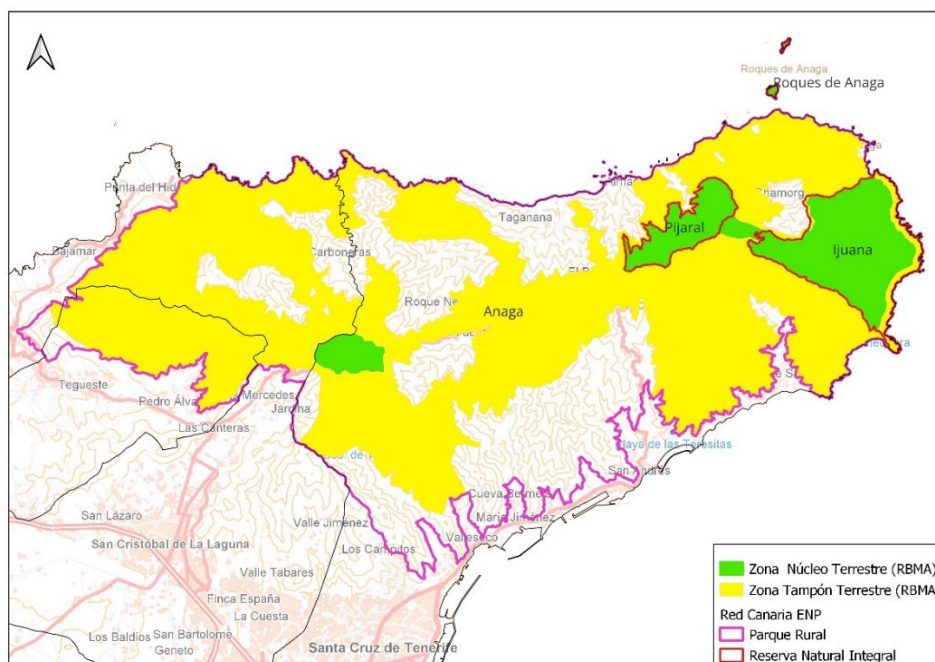 Roques de Anaga
Roques de Anaga
Punta del Hid
Bajamar
Taganana
Chamorg
Carboneras
Pijaral
Ijuana
Roque Ne
Anaga
Tegueste
Pedro Álva
Mercedes
Jardina
Las Canteras
Playa de las Teresitas
San Andrés
San Lázaro
Cueva Bermeja
Valle Jiménez
María Jiménez
San Cristóbal de La Laguna
Los Campitos
Valleseco
Valle Tabares
Finca España
La Cuesta
Los Baldíos
San Bartolomé
Geneto
Santa Cruz de Tenerife
Zona Núcleo Terrestre (RBMA)
Zona Tampón Terrestre (RBMA)
Red Canaria ENP
Parque Rural
Reserva Natural Integral